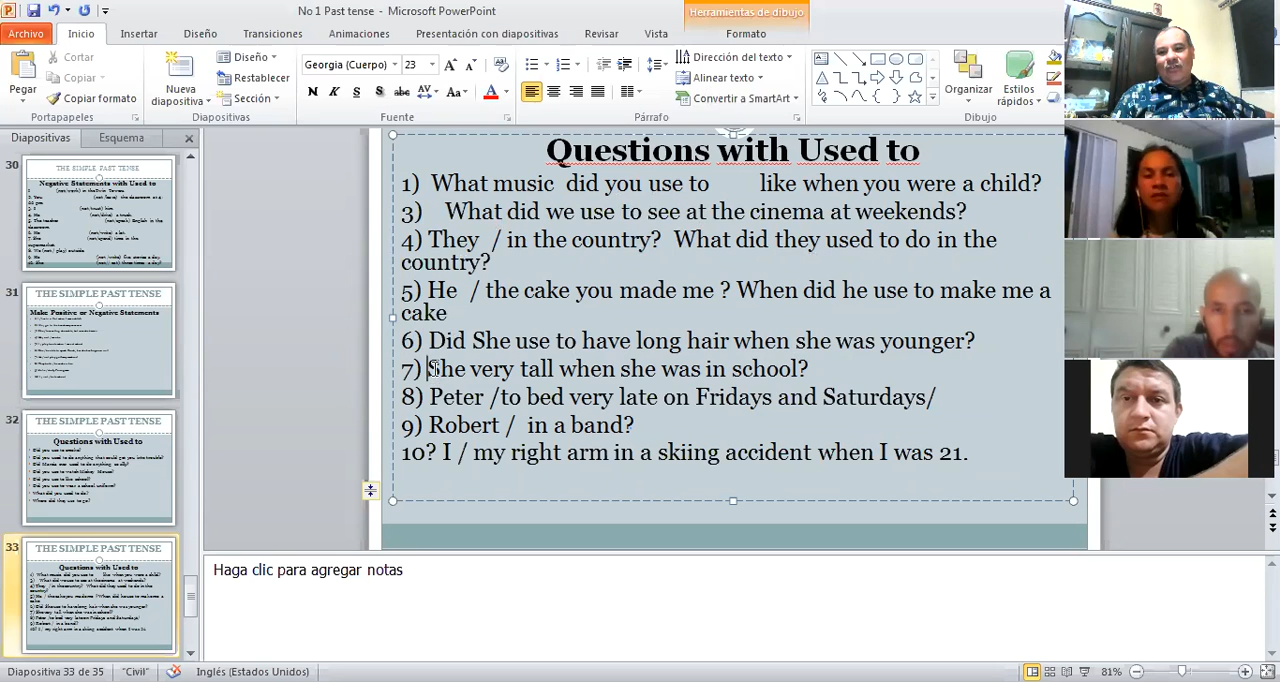 No 1 Past tense - Microsoft PowerPoint
Herramientas de dibujo
Archivo Inicio Insertar Diseño Transiciones Animaciones Presentación con diapositivas Revisar Vista Formato
Pegar
Cortar
Copiar
Copiar formato
Portapapeles
Nueva diapositiva
Diseño
Restablecer
Sección
Diapositivas
Georgia (Cuerpo) 23
N K S S abc AV Aa A
Fuente
Dirección del texto
Alinear texto
Convertir a SmartArt
Párrafo
Organizar
Estilos rápidos
Dibujo
Diapositivas Esquema
30
THE SIMPLE PAST TENSE
Negative Statements with Used to
31
THE SIMPLE PAST TENSE
Make Positive or Negative Statements
32
THE SIMPLE PAST TENSE
Questions with Used to
33
THE SIMPLE PAST TENSE
Questions with Used to
Questions with Used to
1) What music did you use to like when you were a child?
3) What did we use to see at the cinema at weekends?
4) They / in the country? What did they used to do in the
country?
5) He / the cake you made me ? When did he use to make me a
cake
6) Did She use to have long hair when she was younger?
7) She very tall when she was in school?
8) Peter /to bed very late on Fridays and Saturdays/
9) Robert / in a band?
10? I / my right arm in a skiing accident when I was 21.
Haga clic para agregar notas
Diapositiva 33 de 35 "Civil" Inglés (Estados Unidos) 81%